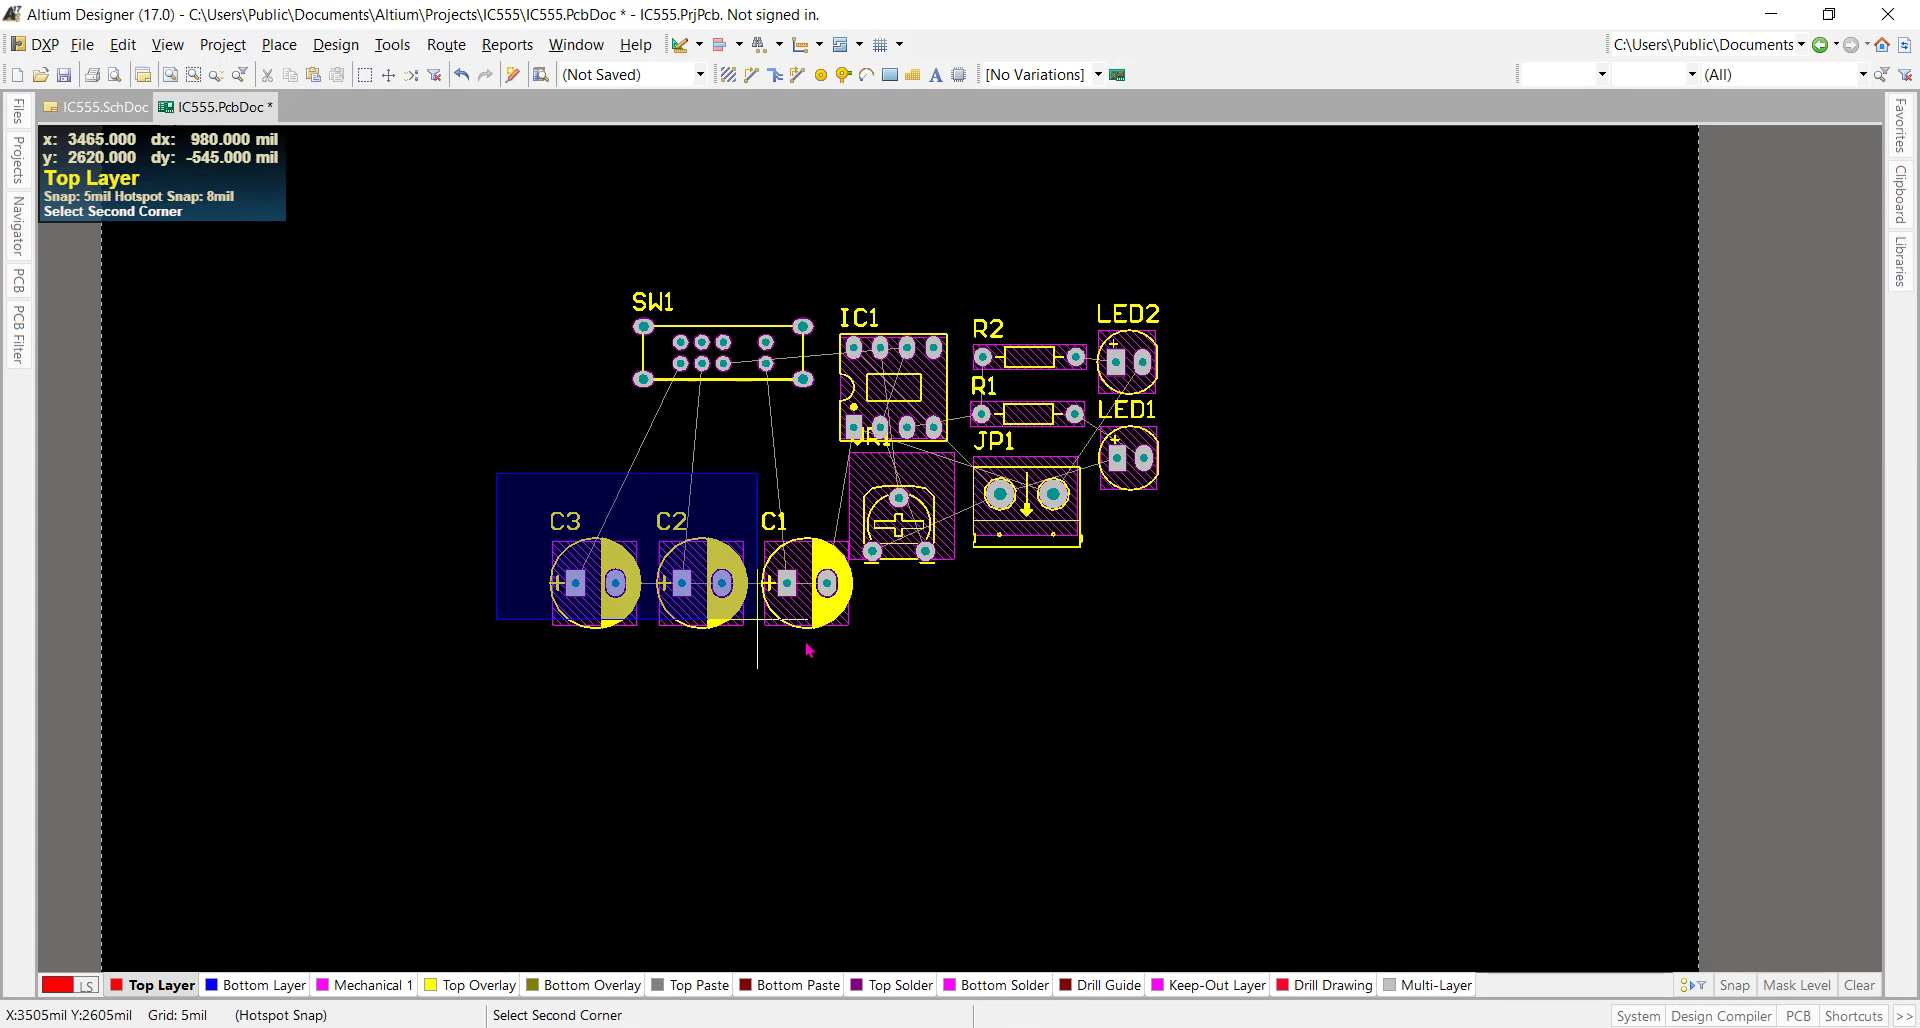 Altium Designer (17.0) - C:\Users\Public\Documents\Altium\Projects\IC555\IC555.PcbDoc * - IC555.PrjPcb. Not signed in.
DXP File Edit View Project Place Design Tools Route Reports Window Help C:\Users\Public\Documents
(Not Saved) A [No Variations] (All)
IC555.SchDoc IC555.PcbDoc *
Files
Projects
Navigator
PCB
PCB Filter
Favorites
Clipboard
Libraries
x: 3465.000 dx: 980.000 mil
y: 2620.000 dy: -545.000 mil
Top Layer
Snap: 5mil Hotspot Snap: 8mil
Select Second Corner
SW1
IC1
R2
LED2
R1
LED1
JP1
C3
C2
C1
LS Top Layer Bottom Layer Mechanical 1 Top Overlay Bottom Overlay Top Paste Bottom Paste Top Solder Bottom Solder Drill Guide Keep-Out Layer Drill Drawing Multi-Layer Snap Mask Level Clear
X:3505mil Y:2605mil Grid: 5mil (Hotspot Snap) Select Second Corner System Design Compiler PCB Shortcuts >>